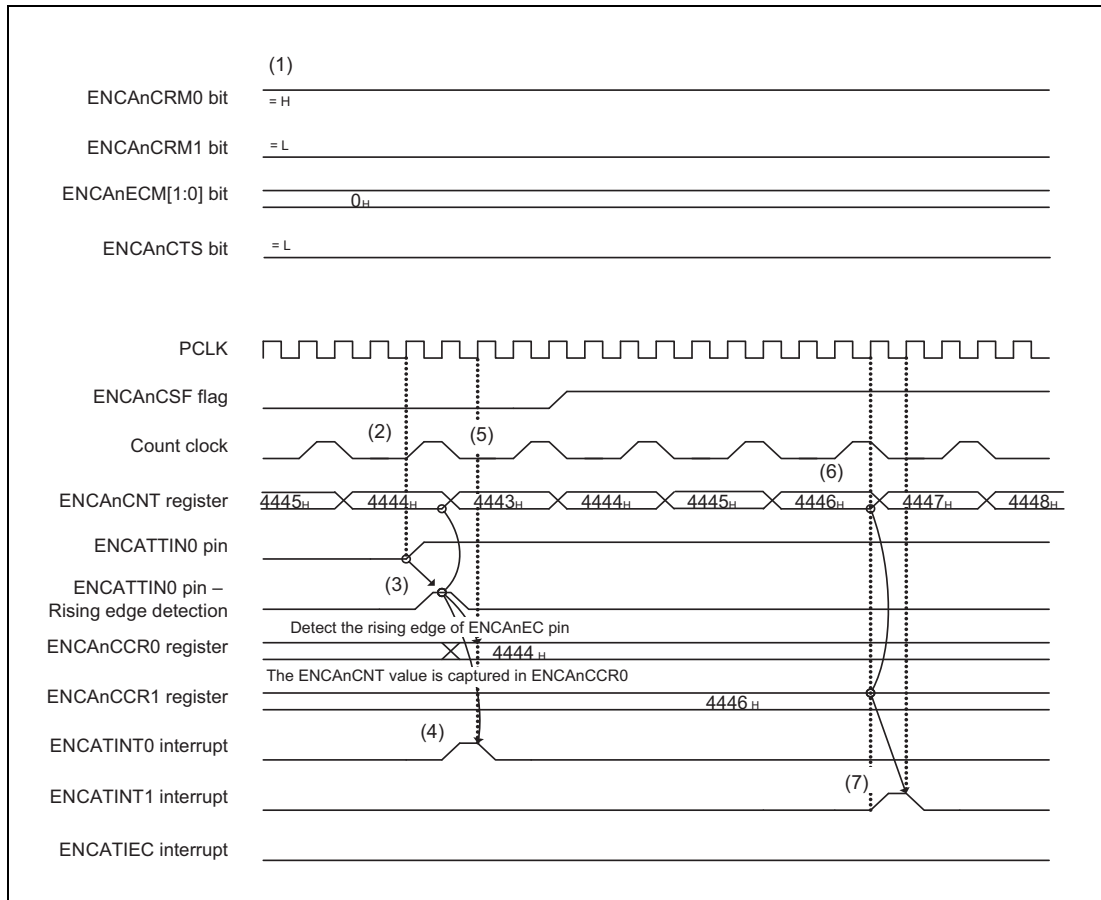 (1)
ENCAnCRM0 bit = H
ENCAnCRM1 bit = L
ENCAnECM[1:0] bit 0H
ENCAnCTS bit = L
PCLK
ENCAnCSF flag
(2) (5)
Count clock
(6)
ENCAnCNT register 4445H 4444H 4443H 4444H 4445H 4446H 4447H 4448H
ENCATTIN0 pin
(3)
ENCATTIN0 pin –
Rising edge detection
Detect the rising edge of ENCAnEC pin
ENCAnCCR0 register 4444 H
The ENCAnCNT value is captured in ENCAnCCR0
ENCAnCCR1 register 4446 H
(4)
ENCATINT0 interrupt
(7)
ENCATINT1 interrupt
ENCATIEC interrupt